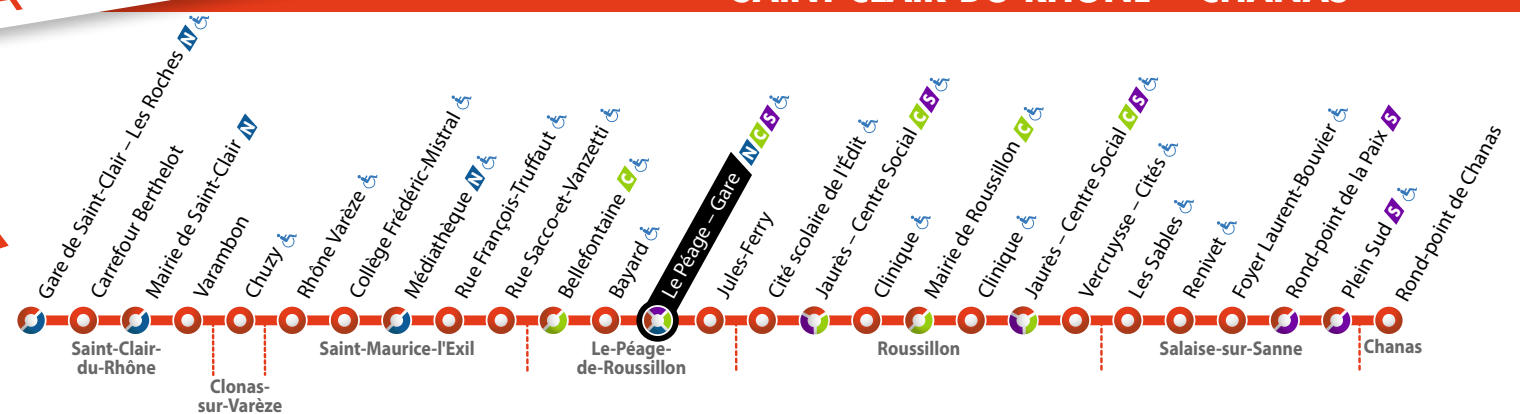 SAINT-CLAIR-DU-RHÔNE – CHANAS
Gare de Saint-Clair – Les Roches N
Carrefour Berthelot
Mairie de Saint-Clair N
Varambon
Chuzy
Rhône Varèze
Collège Frédéric-Mistral
Médiathèque N
Rue François-Truffaut
Rue Sacco-et-Vanzetti
Bellefontaine C
Bayard
Le Péage – Gare N C S
Jules-Ferry
Cité scolaire de l'Édit
Jaurès – Centre Social C S
Clinique
Mairie de Roussillon C
Clinique
Jaurès – Centre Social C S
Vercruysse – Cités
Les Sables
Renivet
Foyer Laurent-Bouvier
Rond-point de la Paix S
Plein Sud S
Rond-point de Chanas
Saint-Clair-
du-Rhône
Clonas-
sur-Varèze
Saint-Maurice-l'Exil
Le-Péage-
de-Roussillon
Roussillon
Salaise-sur-Sanne
Chanas